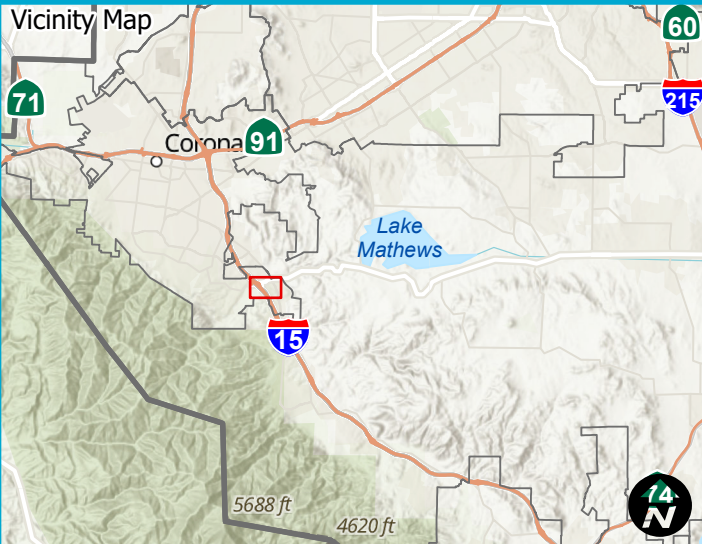 Vicinity Map
60
71
215
Corona
91
Lake
Mathews
15
74
N
5688 ft
4620 ft